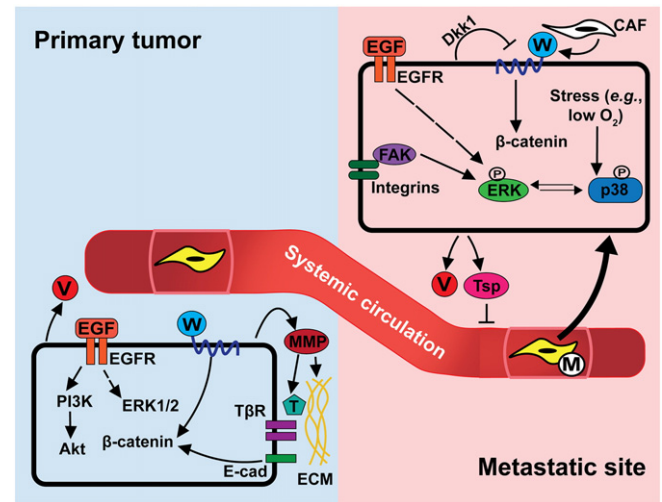 Primary tumor
V
EGF
EGFR
PI3K
Akt
ERK1/2
W
β-catenin
MMP
T
TβR
E-cad
ECM
Systemic circulation
Dkk1
W
CAF
EGF
EGFR
Stress (e.g.,
low O2)
β-catenin
FAK
Integrins
P
ERK
P
p38
V
Tsp
M
Metastatic site